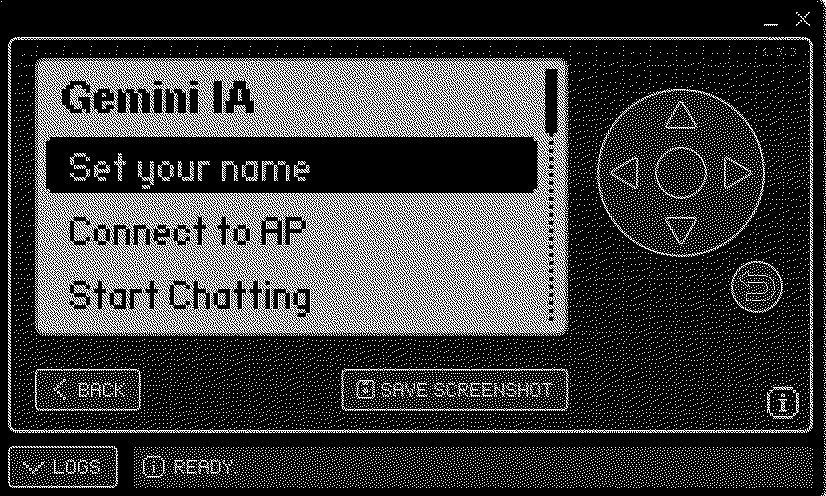 Gemini IA
Set your name
Connect to AP
Start Chatting
BACK
SAVE SCREENSHOT
LOGS
READY